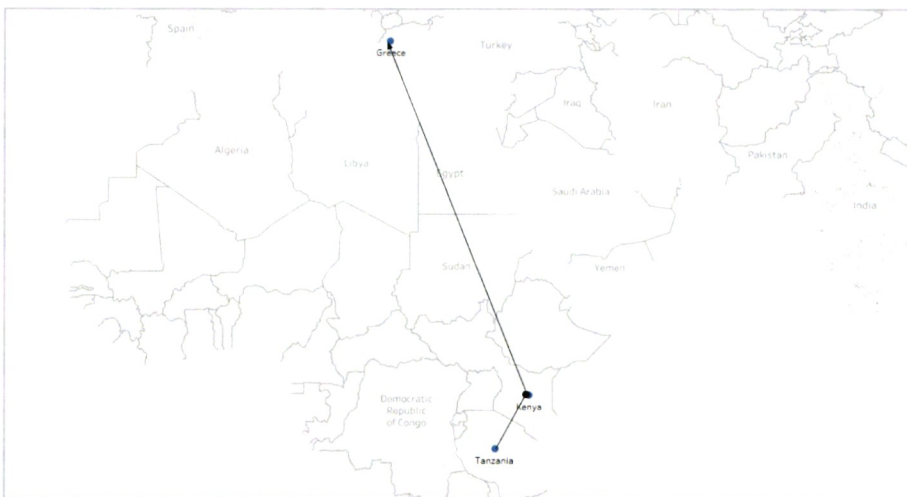 Spain
Greece
Turkey
Iraq
Iran
Algeria
Libya
Egypt
Pakistan
Saudi Arabia
India
Sudan
Yemen
Democratic
Republic
of Congo
Kenya
Tanzania